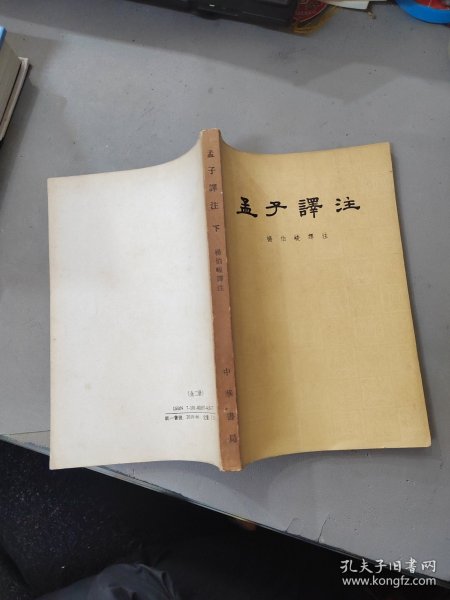 孟子譯注
楊伯峻譯注
孟子譯注 下
楊伯峻譯注
中華書局
(全二册)
孔夫子旧书网
www.kongfz.com